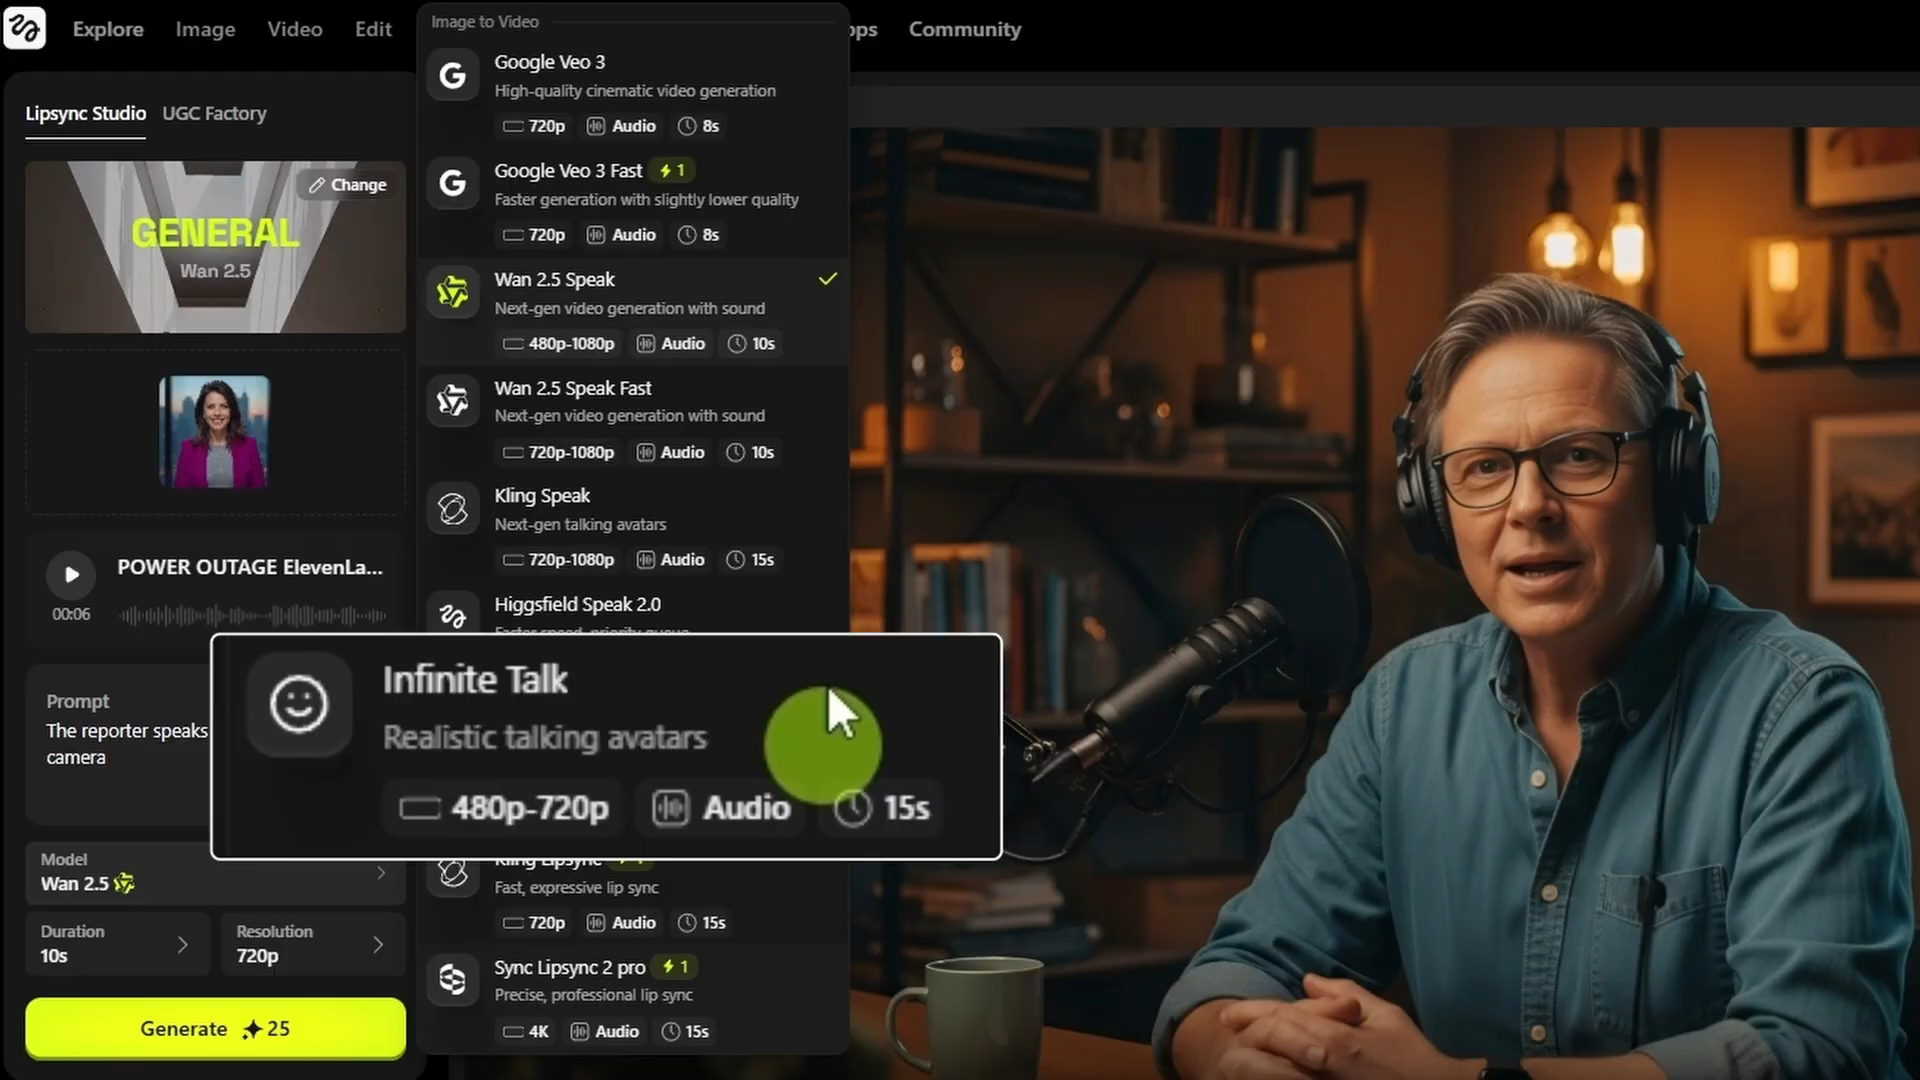 Explore
Image
Video
Edit
Community
Lipsync Studio
UGC Factory
Change
GENERAL
Wan 2.5
POWER OUTAGE ElevenLa...
00:06
Prompt
The reporter speaks
camera
Model
Wan 2.5
Duration
10s
Resolution
720p
Generate 25
Image to Video
Google Veo 3
High-quality cinematic video generation
720p Audio 8s
Google Veo 3 Fast 1
Faster generation with slightly lower quality
720p Audio 8s
Wan 2.5 Speak
Next-gen video generation with sound
480p-1080p Audio 10s
Wan 2.5 Speak Fast
Next-gen video generation with sound
720p-1080p Audio 10s
Kling Speak
Next-gen talking avatars
720p-1080p Audio 15s
Higgsfield Speak 2.0
Faster speed, priority queue
Infinite Talk
Realistic talking avatars
480p-720p Audio 15s
Kling Lipsync
Fast, expressive lip sync
720p Audio 15s
Sync Lipsync 2 pro 1
Precise, professional lip sync
4K Audio 15s